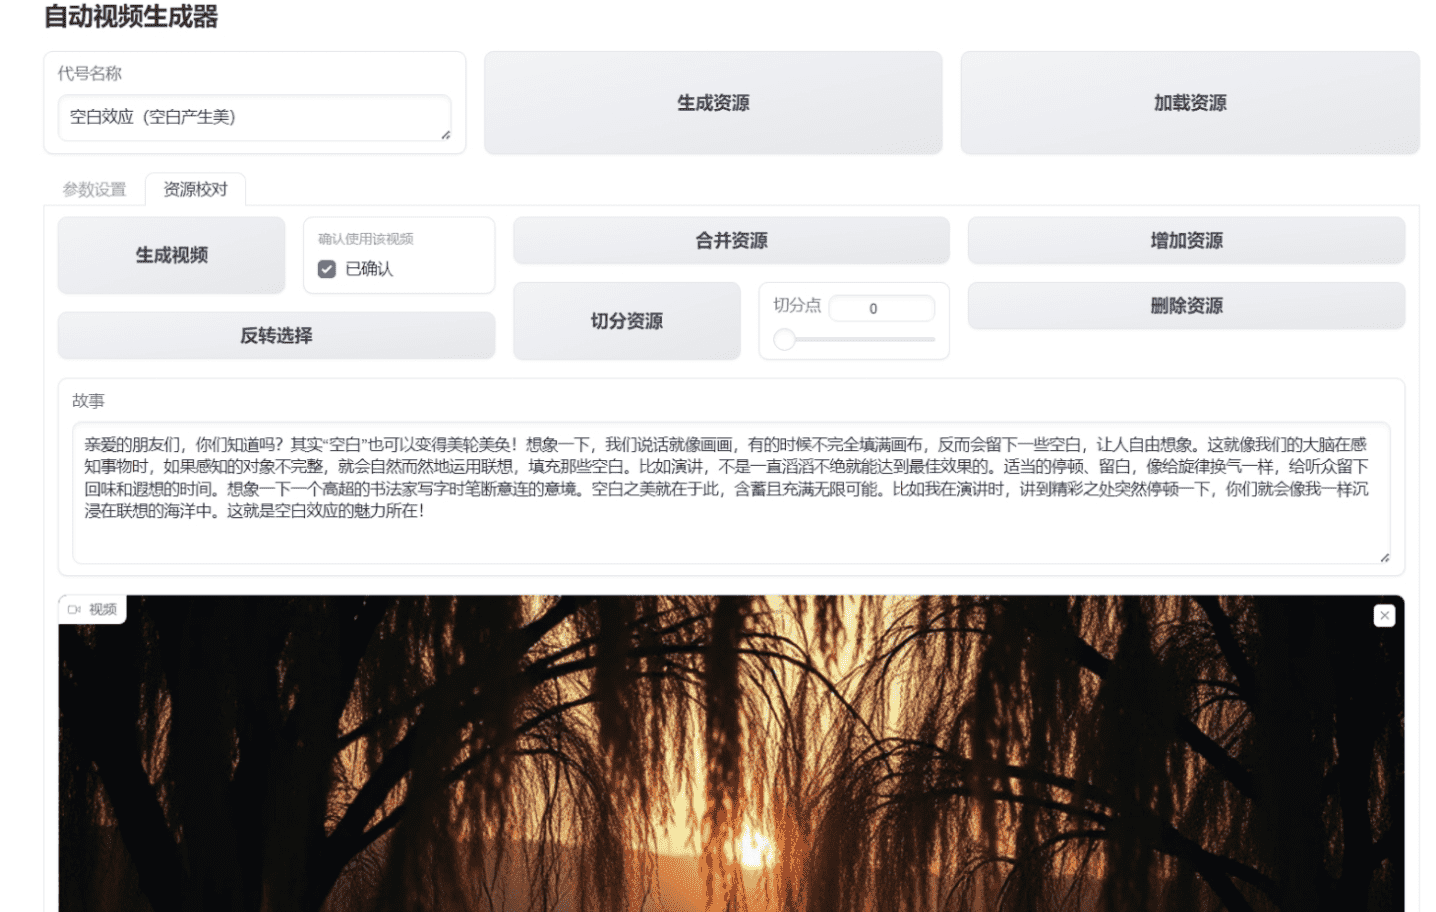 自动视频生成器
代号名称
空白效应（空白产生美）
生成资源
加载资源
参数设置
资源校对
生成视频
确认使用该视频
已确认
合并资源
增加资源
反转选择
切分资源
切分点
0
删除资源
故事
亲爱的朋友们，你们知道吗？其实“空白”也可以变得美轮美奂！想象一下，我们说话就像画画，有的时候不完全填满画布，反而会留下一些空白，让人自由想象。这就像我们的大脑在感
知事物时，如果感知的对象不完整，就会自然而然地运用联想，填充那些空白。比如演讲，不是一直滔滔不绝就能达到最佳效果的。适当的停顿、留白，像给旋律换气一样，给听众留下
回味和遐想的时间。想象一下一个高超的书法家写字时笔断意连的意境。空白之美就在于此，含蓄且充满无限可能。比如我在演讲时，讲到精彩之处突然停顿一下，你们就会像我一样沉
浸在联想的海洋中。这就是空白效应的魅力所在！
视频